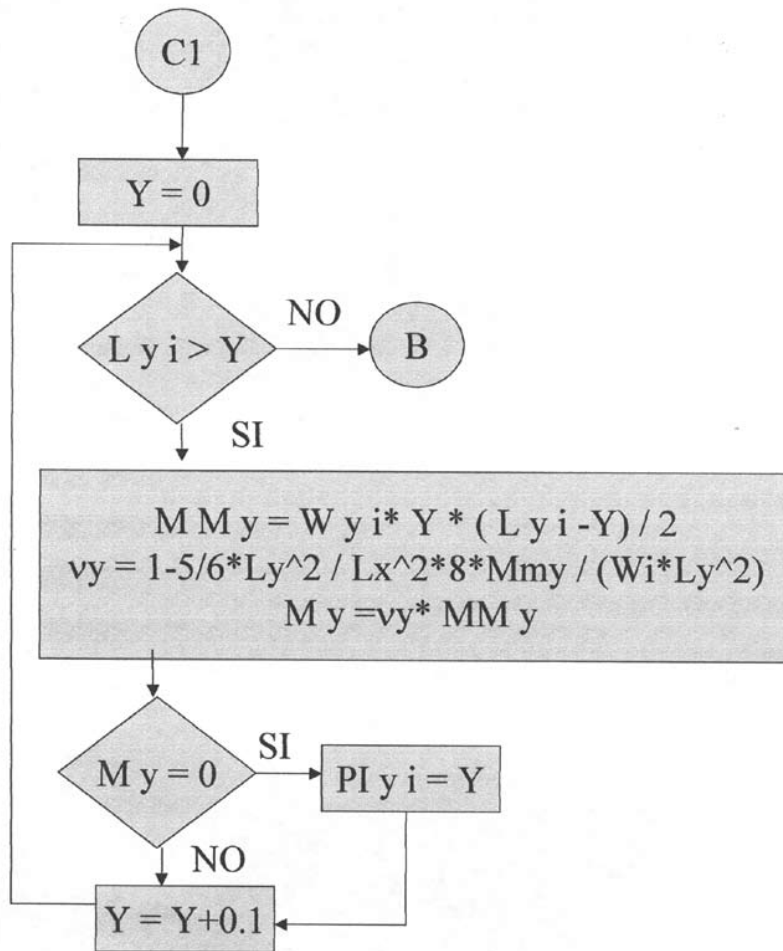 C1
Y = 0
L y i > Y
NO
B
SI
M M y = W y i* Y * ( L y i -Y) / 2
νy = 1-5/6*Ly^2 / Lx^2*8*Mmy / (Wi*Ly^2)
M y =νy* MM y
M y = 0
SI
PI y i = Y
NO
Y = Y+0.1